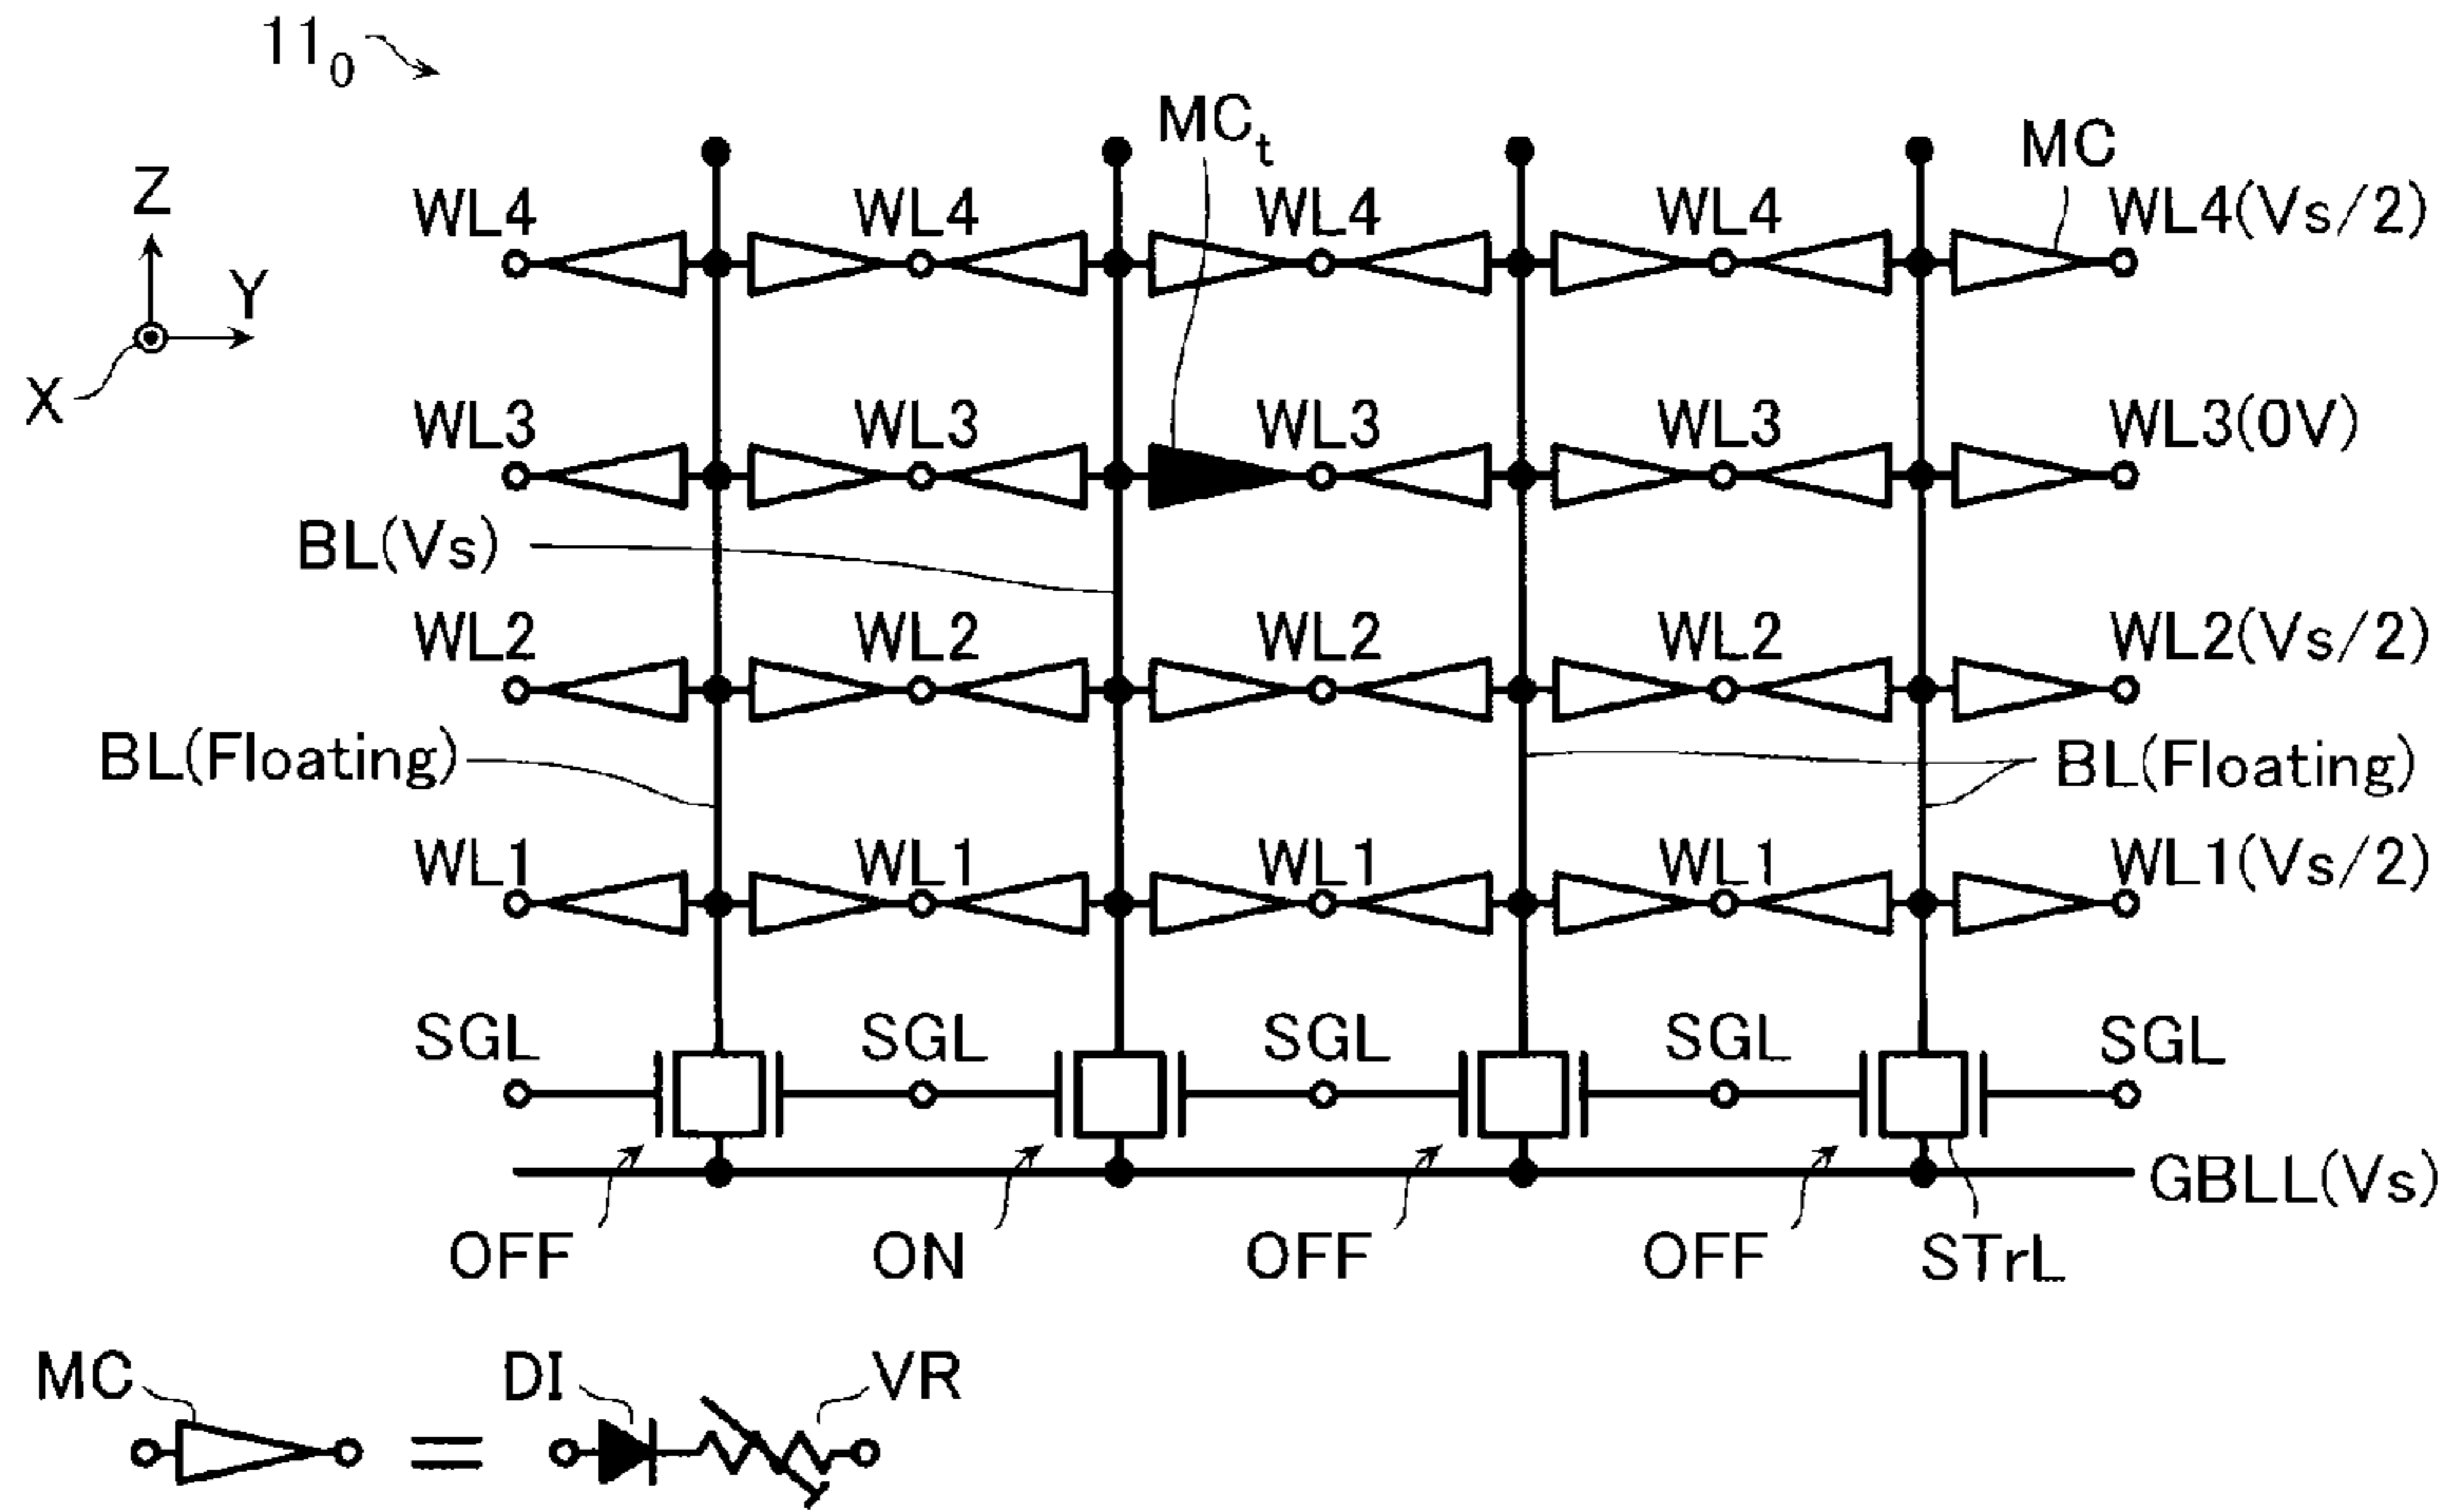 11₀
MCt MC
Z
WL4 WL4 WL4 WL4 WL4(Vs/2)
Y
X
WL3 WL3 WL3 WL3 WL3(0V)
BL(Vs)
WL2 WL2 WL2 WL2 WL2(Vs/2)
BL(Floating) BL(Floating)
WL1 WL1 WL1 WL1 WL1(Vs/2)
SGL SGL SGL SGL SGL
GBLL(Vs)
OFF ON OFF OFF STrL
MC DI VR
=